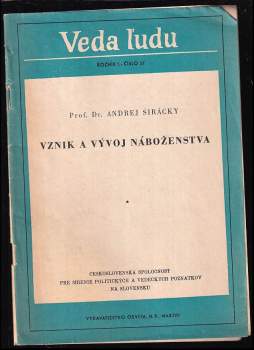 Veda ľudu
ROČNÍK I. - ČÍSLO 37
Prof. Dr. ANDREJ SIRÁCKY
VZNIK A VÝVOJ NÁBOŽENSTVA
ČESKOSLOVENSKÁ SPOLOČNOSŤ
PRE ŠÍRENIE POLITICKÝCH A VEDECKÝCH POZNATKOV
NA SLOVENSKU
VYDAVATEĽSTVO OSVETA, N. P., MARTIN